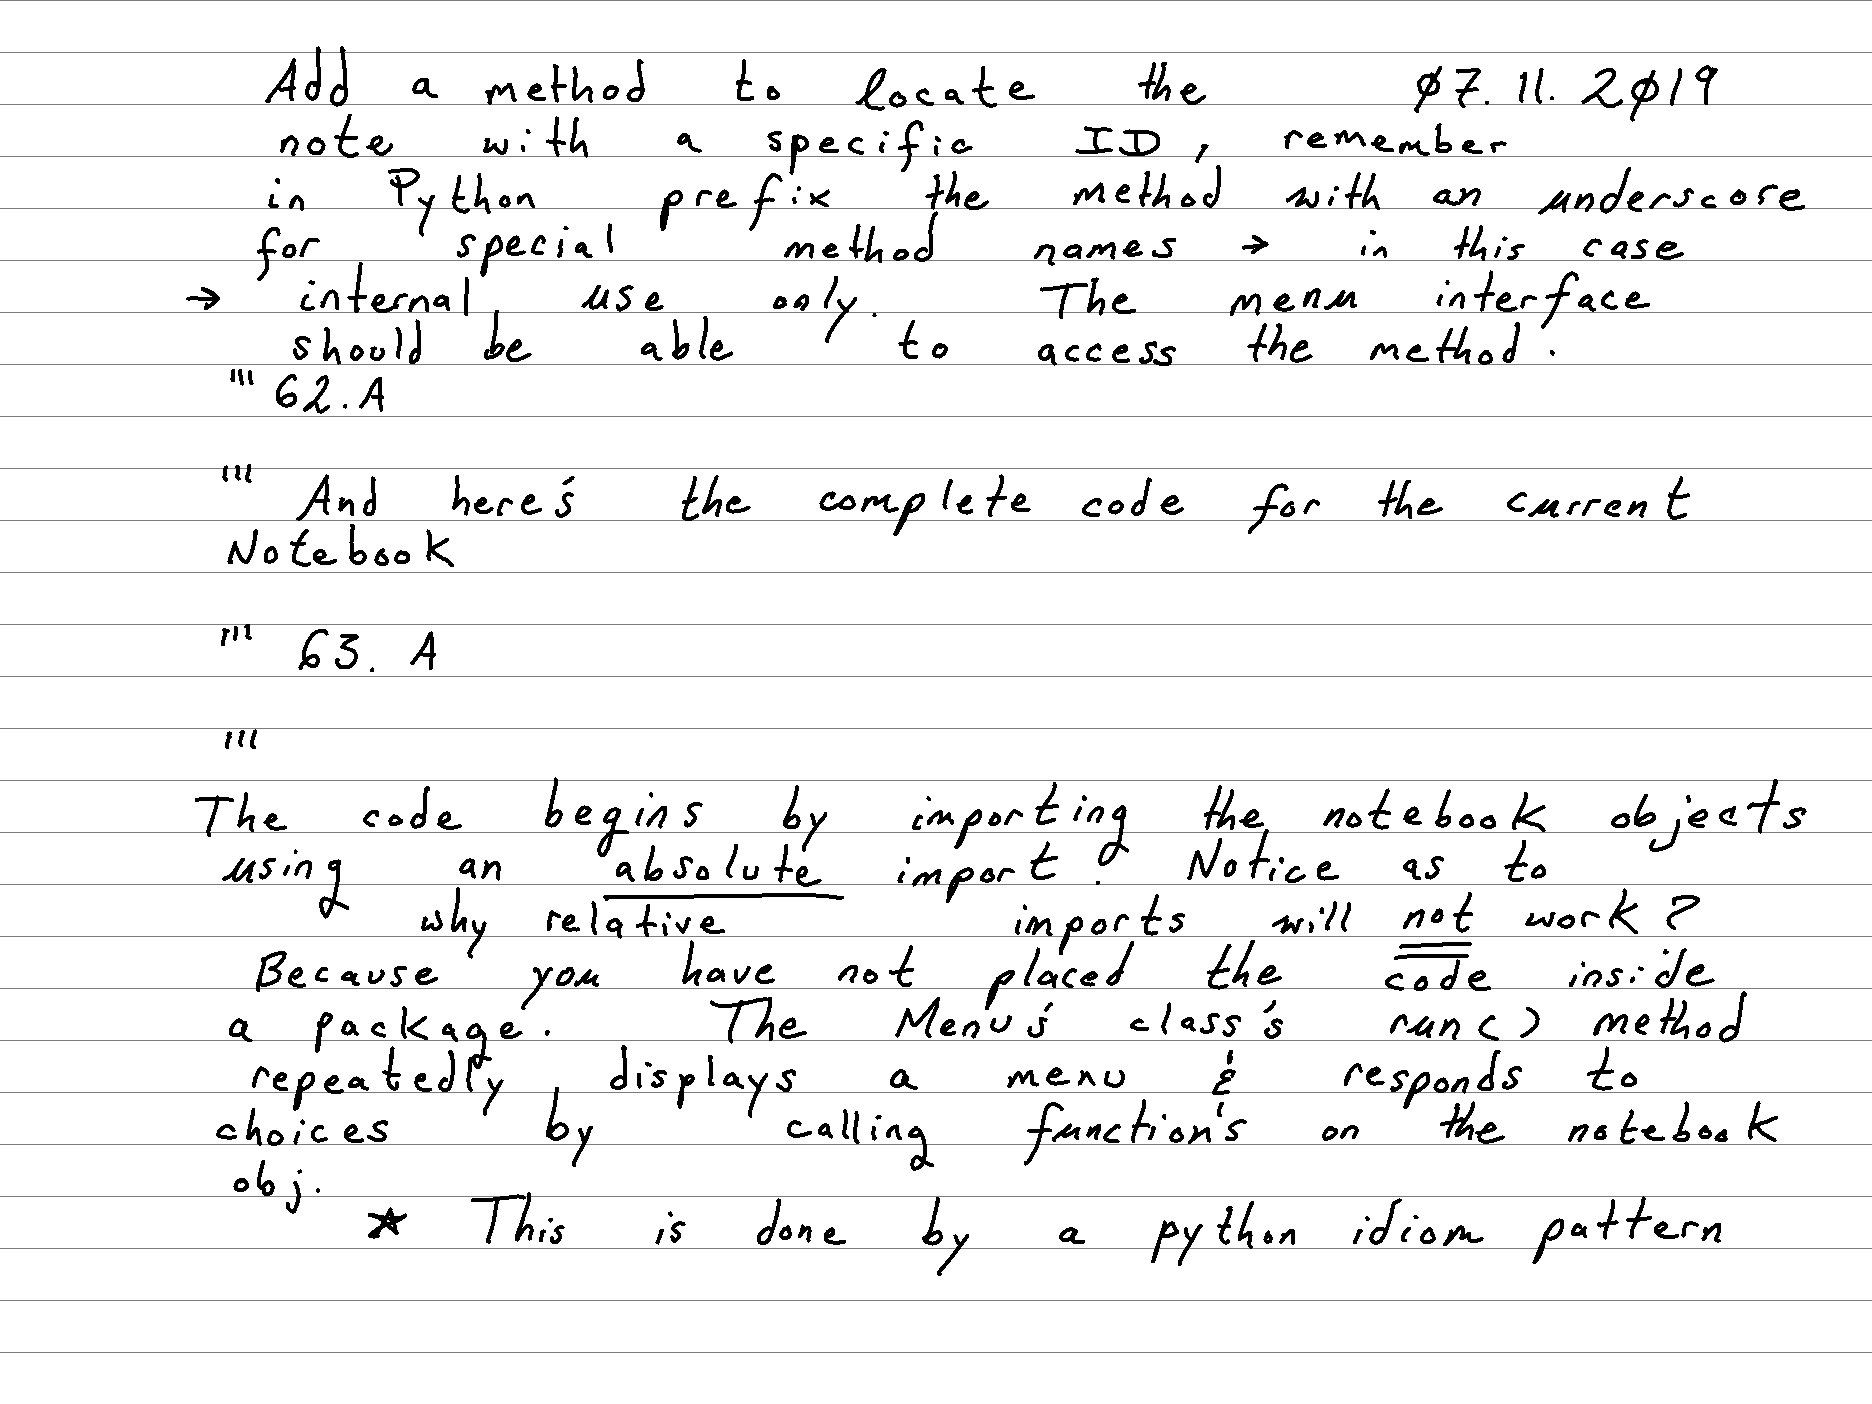 Add a method to locate the ø7.11.2ø19
note with a specific ID, remember
in Python prefix the method with an underscore
for special method names → in this case
→ internal use only. The menu interface
should be able to access the method.
''' 62.A
''' And here's the complete code for the current
Notebook
''' 63. A
'''
The code begins by importing the notebook objects
using an absolute import. Notice as to
why relative imports will not work?
Because you have not placed the code inside
a package. The Menu's class's run() method
repeatedly displays a menu & responds to
choices by calling function's on the notebook
obj.
★ This is done by a python idiom pattern